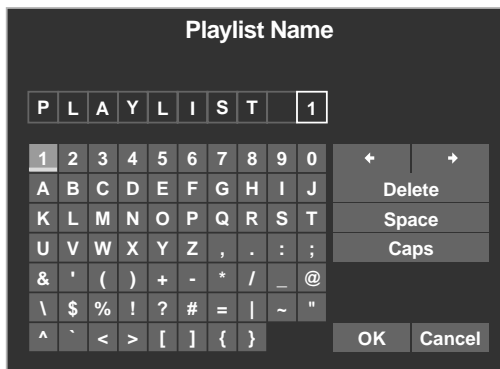 Playlist Name
P L A Y L I S T 1
1 2 3 4 5 6 7 8 9 0
A B C D E F G H I J Delete
K L M N O P Q R S T Space
U V W X Y Z , . : ; Caps
& ' ( ) + - * / _ @
\ $ % ! ? # = | ~ "
^ ` < > [ ] { } OK Cancel